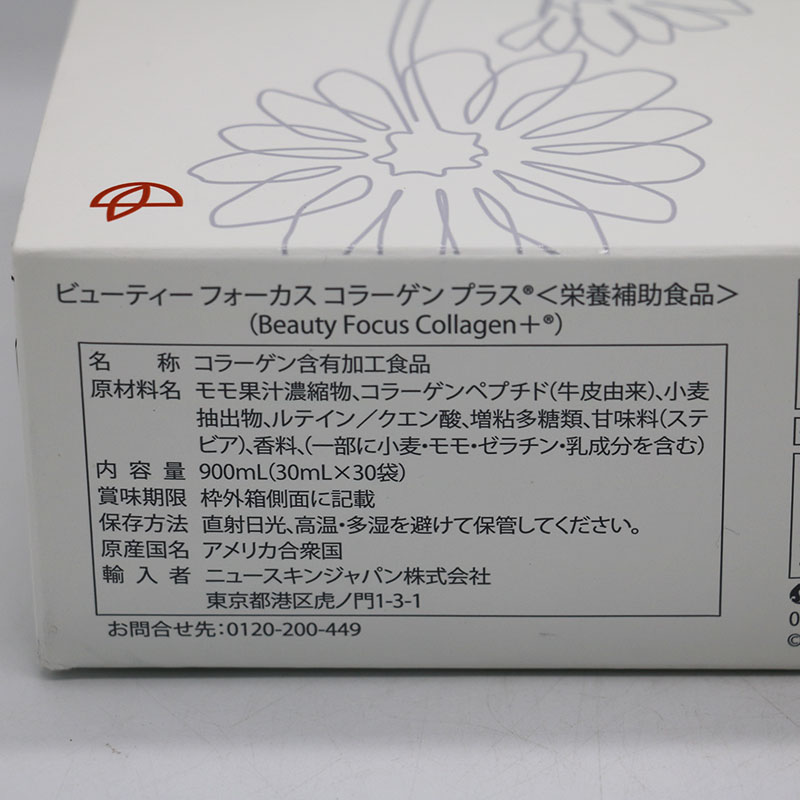 ビューティー フォーカス コラーゲン プラス®＜栄養補助食品＞
(Beauty Focus Collagen＋®)
名 称 コラーゲン含有加工食品
原材料名 モモ果汁濃縮物、コラーゲンペプチド(牛皮由来)、小麦
抽出物、ルテイン／クエン酸、増粘多糖類、甘味料(ステ
ビア)、香料、(一部に小麦・モモ・ゼラチン・乳成分を含む)
内 容 量 900mL(30mL×30袋)
賞味期限 枠外箱側面に記載
保存方法 直射日光、高温・多湿を避けて保管してください。
原産国名 アメリカ合衆国
輸 入 者 ニュースキンジャパン株式会社
東京都港区虎ノ門1-3-1
お問合せ先：0120-200-449